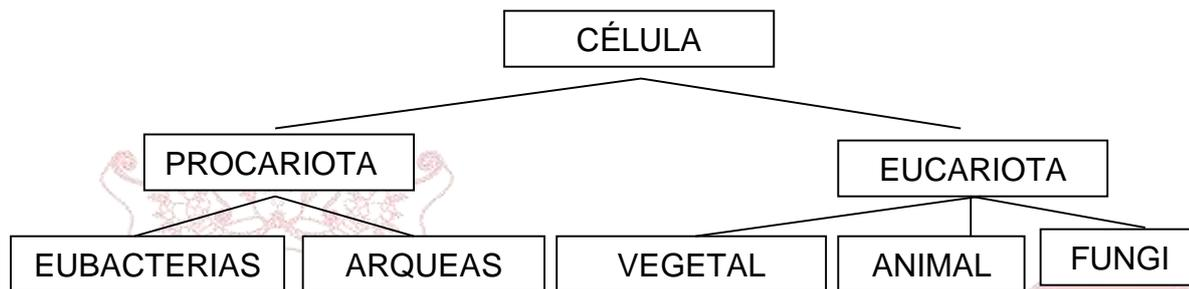 CÉLULA
PROCARIOTA
EUCARIOTA
EUBACTERIAS
ARQUEAS
VEGETAL
ANIMAL
FUNGI